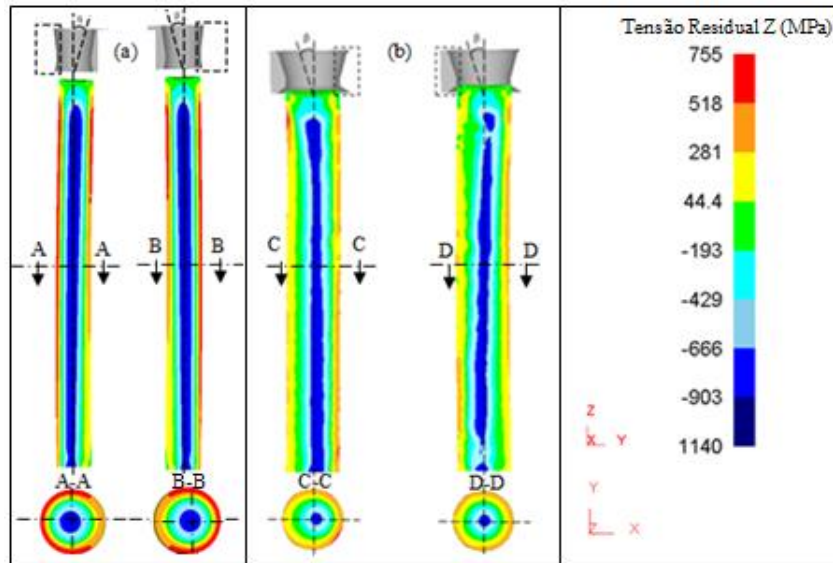 (a)
(b)
Tensão Residual Z (MPa)
755
518
281
44.4
-193
-429
-666
-903
1140
A A
B B
C C
D D
A-A
B-B
C-C
D-D
Z
X Y
Y
Z X